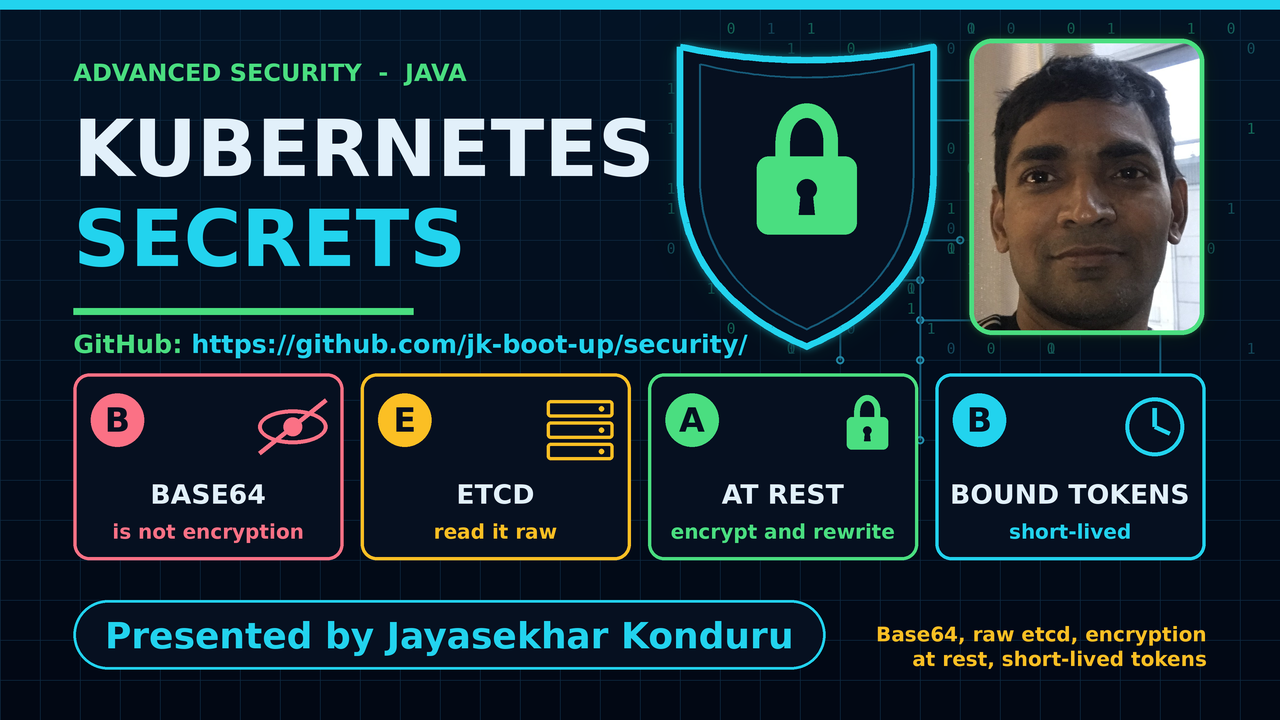 ADVANCED SECURITY - JAVA
KUBERNETES
SECRETS
GitHub: https://github.com/jk-boot-up/security/
B
BASE64
is not encryption
E
ETCD
read it raw
A
AT REST
encrypt and rewrite
B
BOUND TOKENS
short-lived
Presented by Jayasekhar Konduru
Base64, raw etcd, encryption
at rest, short-lived tokens